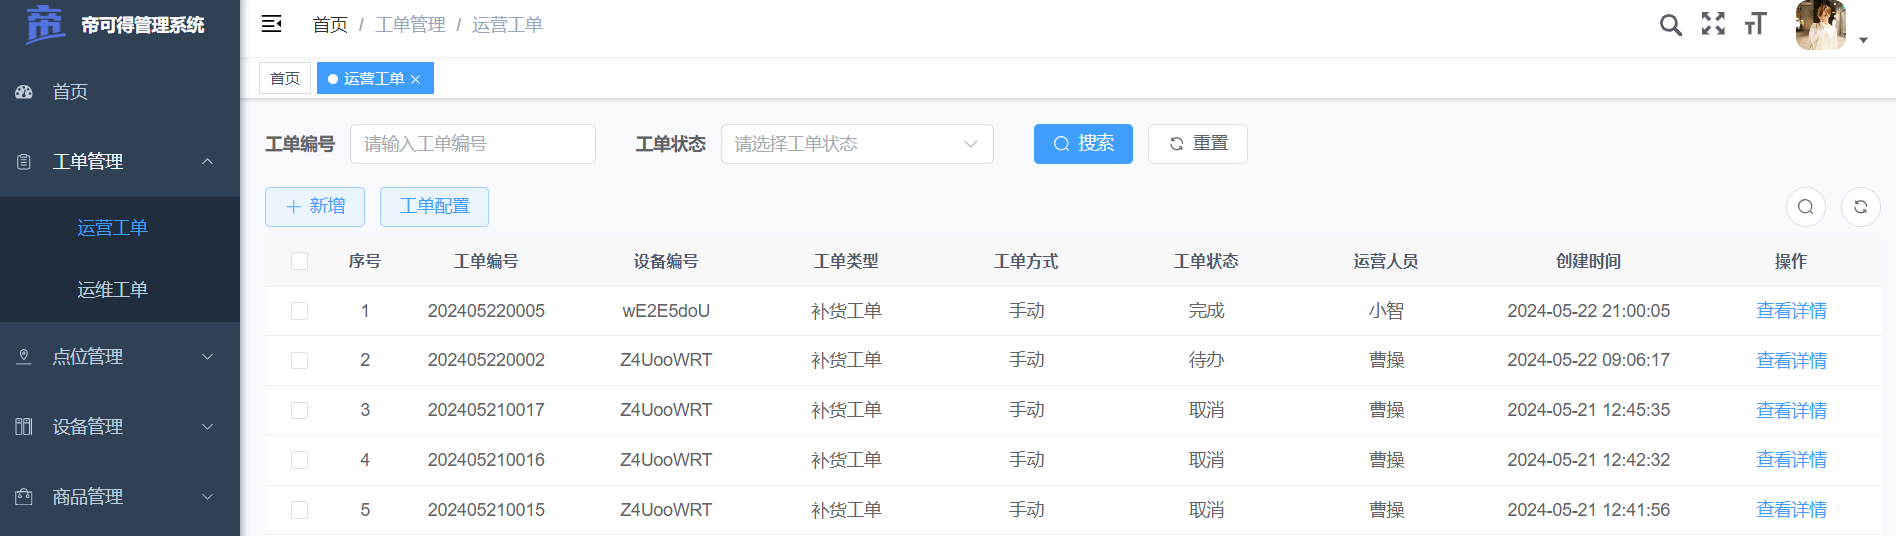 帝可得管理系统
首页 / 工单管理 / 运营工单
首页
工单管理
运营工单
运维工单
点位管理
设备管理
商品管理
首页 运营工单
工单编号 请输入工单编号 工单状态 请选择工单状态 搜索 重置
新增 工单配置
序号 工单编号 设备编号 工单类型 工单方式 工单状态 运营人员 创建时间 操作
1 202405220005 wE2E5doU 补货工单 手动 完成 小智 2024-05-22 21:00:05 查看详情
2 202405220002 Z4UooWRT 补货工单 手动 待办 曹操 2024-05-22 09:06:17 查看详情
3 202405210017 Z4UooWRT 补货工单 手动 取消 曹操 2024-05-21 12:45:35 查看详情
4 202405210016 Z4UooWRT 补货工单 手动 取消 曹操 2024-05-21 12:42:32 查看详情
5 202405210015 Z4UooWRT 补货工单 手动 取消 曹操 2024-05-21 12:41:56 查看详情